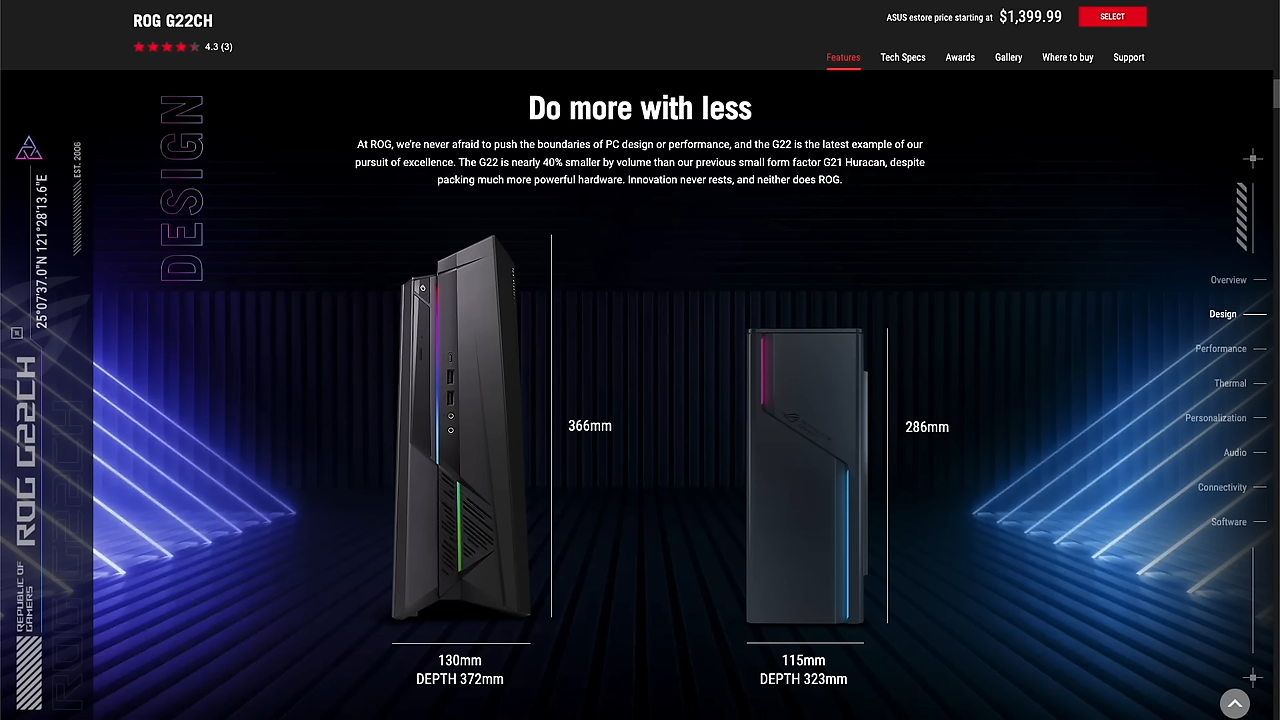 ROG G22CH
ASUS estore price starting at $1,399.99
SELECT
4.3 (3)
Features
Tech Specs
Awards
Gallery
Where to buy
Support
DESIGN
Do more with less
At ROG, we're never afraid to push the boundaries of PC design or performance, and the G22 is the latest example of our
pursuit of excellence. The G22 is nearly 40% smaller by volume than our previous small form factor G21 Huracan, despite
packing much more powerful hardware. Innovation never rests, and neither does ROG.
EST. 2006
25°07'37.0"N 121°28'13.6"E
ROG G22CH
REPUBLIC OF
GAMERS
ROG G22CH
366mm
130mm
DEPTH 372mm
286mm
115mm
DEPTH 323mm
Overview
Design
Performance
Thermal
Personalization
Audio
Connectivity
Software